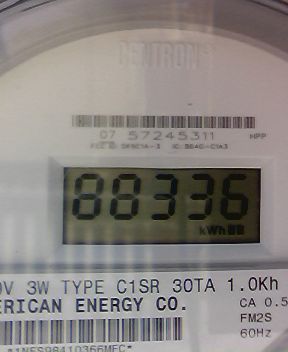 CENTRON
07 57245311 HPP
88336
kWh
0V 3W TYPE C1SR 30TA 1.0Kh
ERICAN ENERGY CO.
CA 0.5
FM2S
60Hz